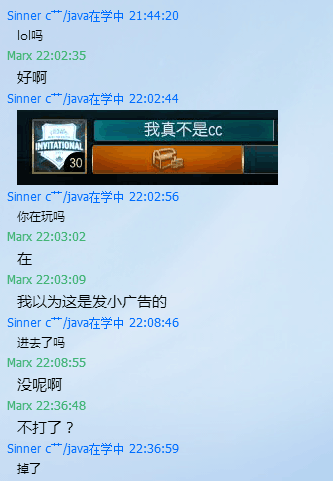 Sinner c艹/java在学中 21:44:20
lol吗
Marx 22:02:35
好啊
Sinner c艹/java在学中 22:02:44
INVITATIONAL
30
我真不是cc
Sinner c艹/java在学中 22:02:56
你在玩吗
Marx 22:03:02
在
Marx 22:03:09
我以为这是发小广告的
Sinner c艹/java在学中 22:08:46
进去了吗
Marx 22:08:55
没呢啊
Marx 22:36:48
不打了？
Sinner c艹/java在学中 22:36:59
掉了